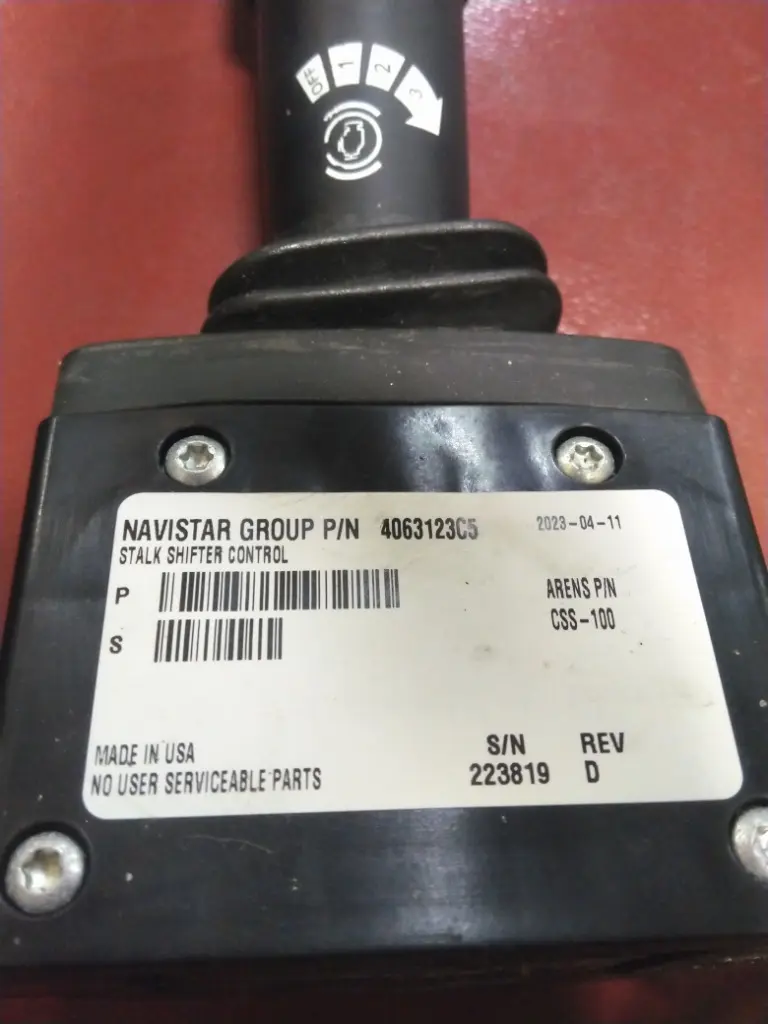 OFF 1 2 3
NAVISTAR GROUP P/N 4063123C5 2023-04-11
STALK SHIFTER CONTROL
P ARENS P/N
CSS-100
S
MADE IN USA S/N REV
NO USER SERVICEABLE PARTS 223819 D